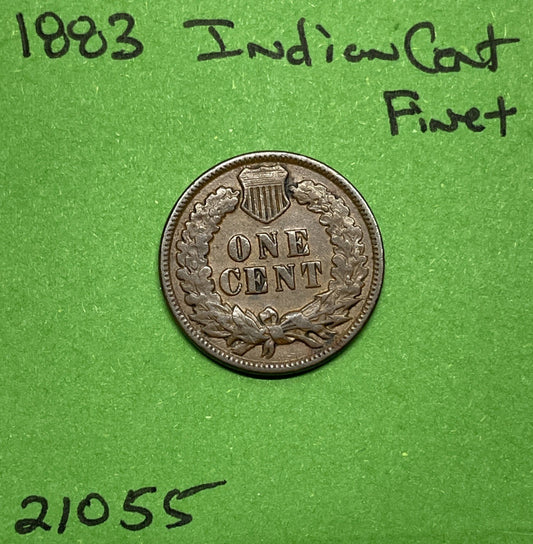 1883 Indian Cent
Fine+
ONE
CENT
21055